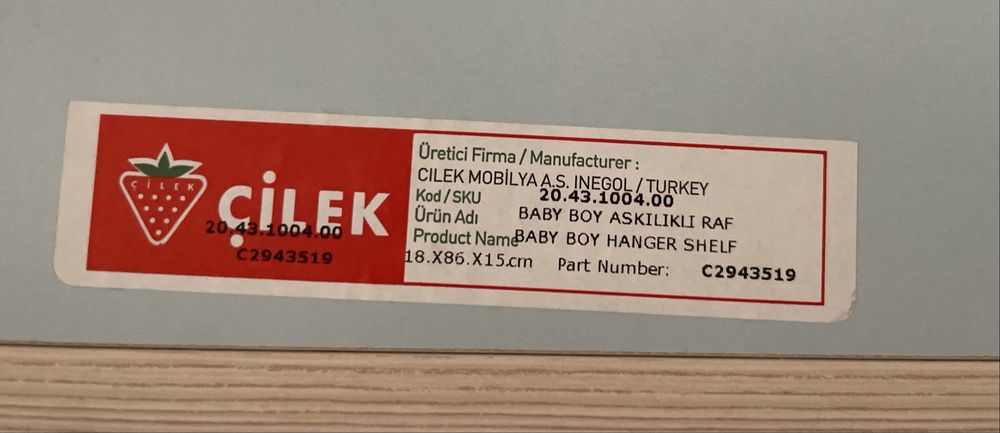 ÇİLEK
ÇİLEK
20.43.1004.00
C2943519
Üretici Firma / Manufacturer :
CILEK MOBİLYA A.S. INEGOL / TURKEY
Kod / SKU 20.43.1004.00
Ürün Adı BABY BOY ASKILIKLI RAF
Product Name BABY BOY HANGER SHELF
18.X86.X15.cm Part Number: C2943519